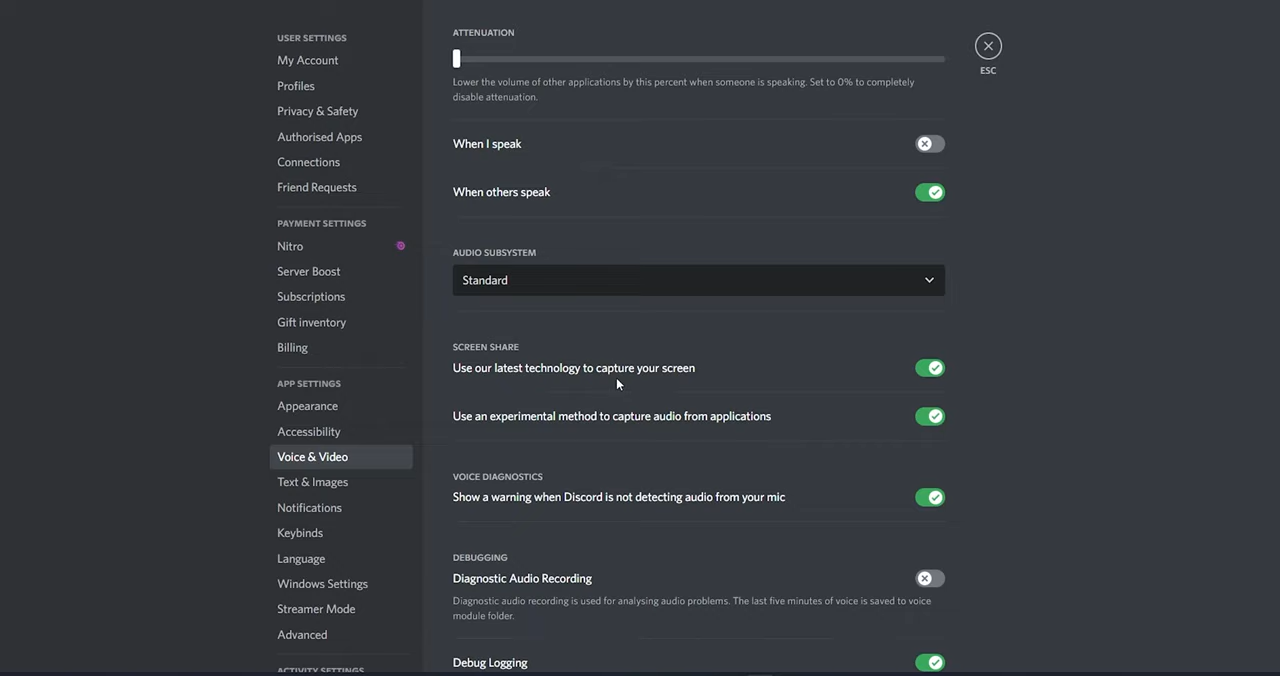 USER SETTINGS
My Account
Profiles
Privacy & Safety
Authorised Apps
Connections
Friend Requests
PAYMENT SETTINGS
Nitro
Server Boost
Subscriptions
Gift inventory
Billing
APP SETTINGS
Appearance
Accessibility
Voice & Video
Text & Images
Notifications
Keybinds
Language
Windows Settings
Streamer Mode
Advanced
ACTIVITY SETTINGS
ATTENUATION
Lower the volume of other applications by this percent when someone is speaking. Set to 0% to completely
disable attenuation.
When I speak
When others speak
AUDIO SUBSYSTEM
Standard
SCREEN SHARE
Use our latest technology to capture your screen
Use an experimental method to capture audio from applications
VOICE DIAGNOSTICS
Show a warning when Discord is not detecting audio from your mic
DEBUGGING
Diagnostic Audio Recording
Diagnostic audio recording is used for analysing audio problems. The last five minutes of voice is saved to voice
module folder.
Debug Logging
ESC